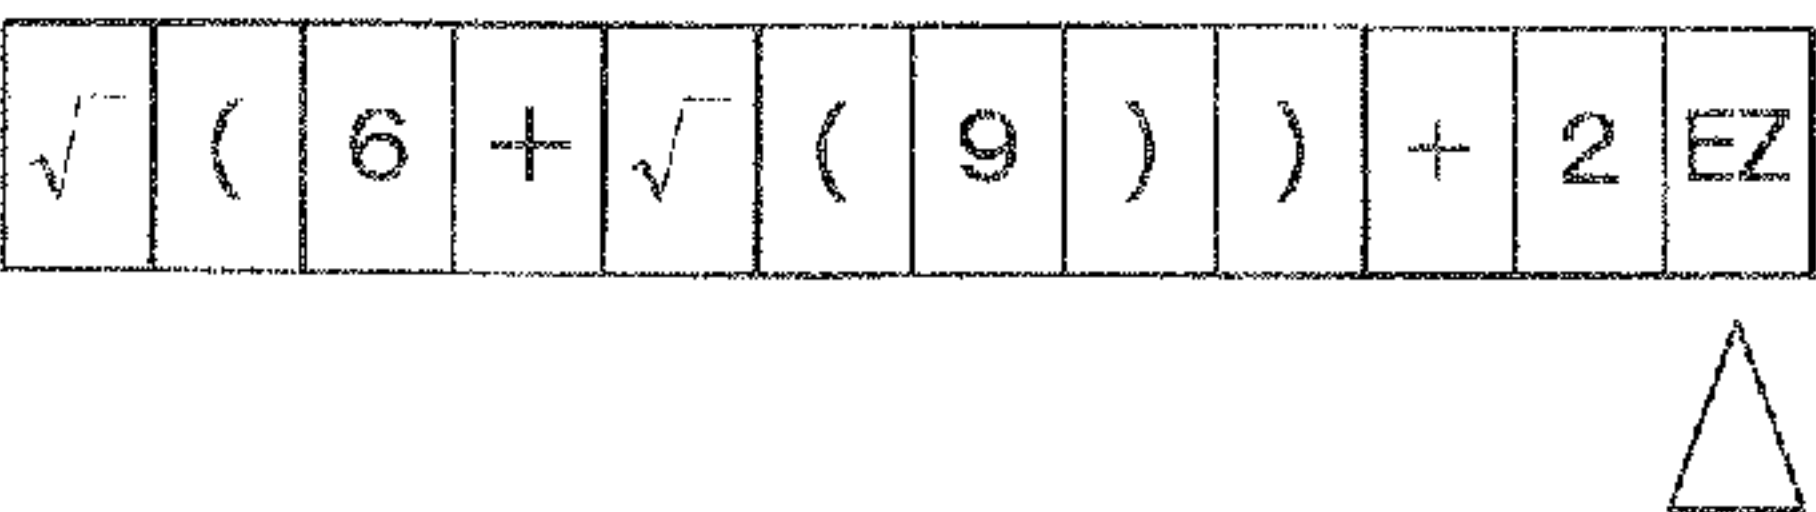 √ ( 6 + √ ( 9 ) ) + 2 EZ